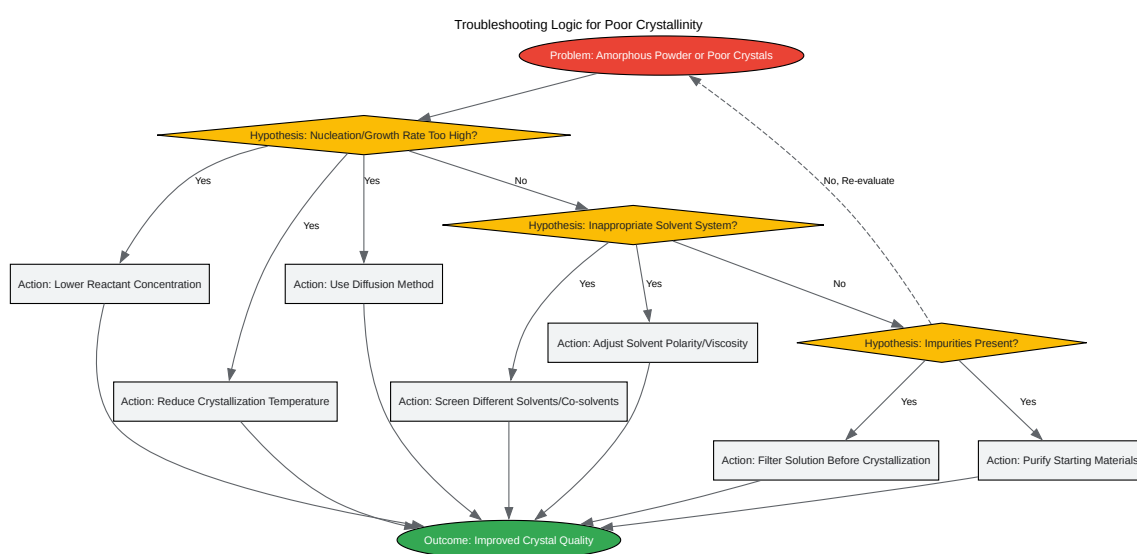 Troubleshooting Logic for Poor Crystallinity
Problem: Amorphous Powder or Poor Crystals
Hypothesis: Nucleation/Growth Rate Too High?
Yes
Yes
No
No, Re-evaluate
Yes
Hypothesis: Inappropriate Solvent System?
Action: Lower Reactant Concentration
Action: Use Diffusion Method
Yes
Yes
No
Action: Adjust Solvent Polarity/Viscosity
Hypothesis: Impurities Present?
Action: Reduce Crystallization Temperature
Action: Screen Different Solvents/Co-solvents
Yes
Yes
Action: Filter Solution Before Crystallization
Action: Purify Starting Materials
Outcome: Improved Crystal Quality